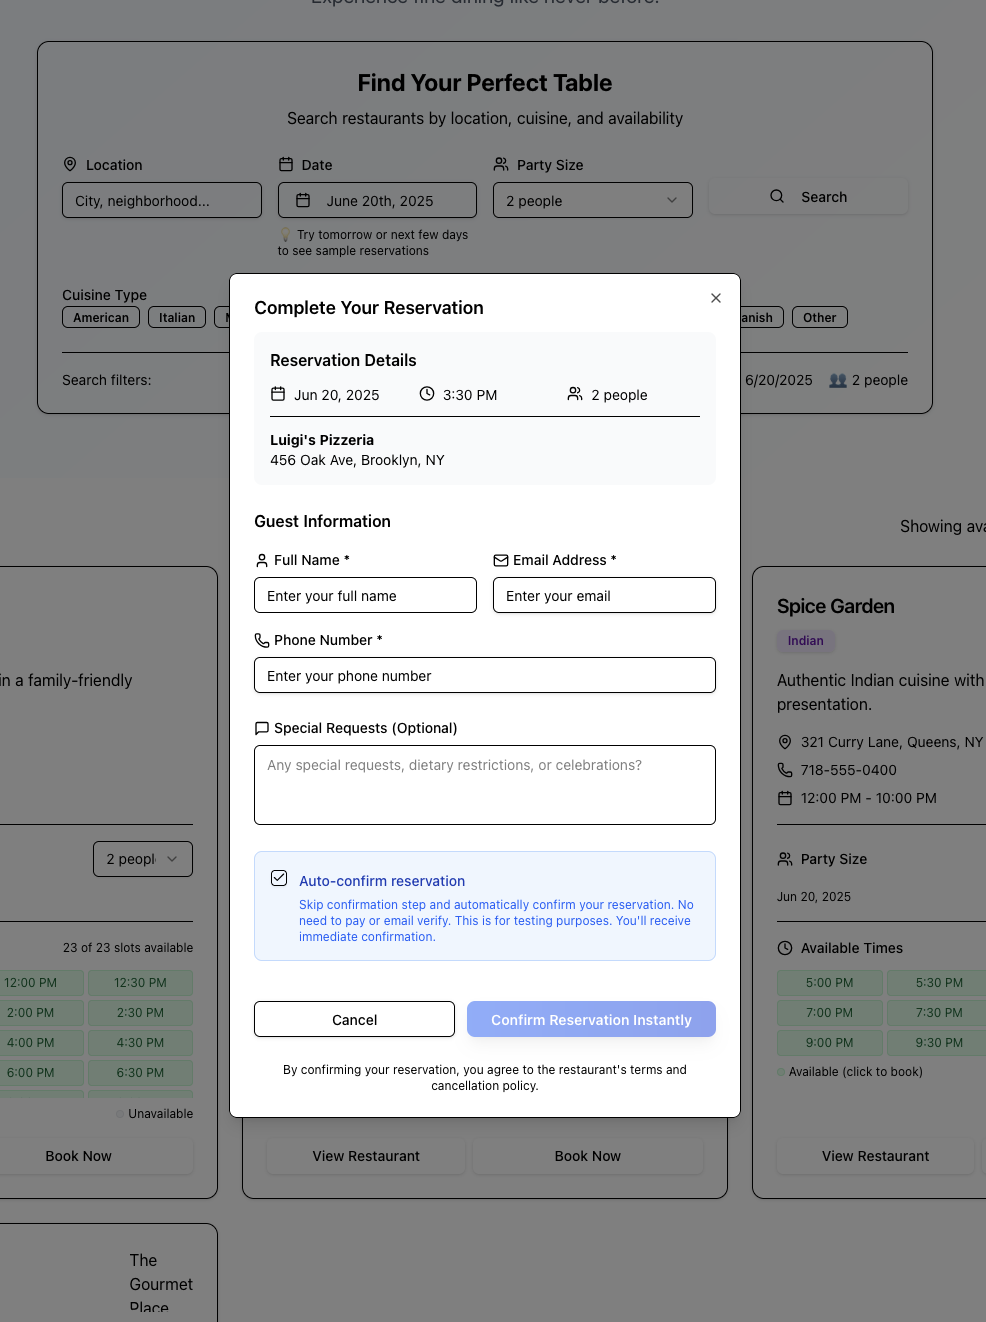 Experience fine dining like never before.
Find Your Perfect Table
Search restaurants by location, cuisine, and availability
Location
Date
Party Size
City, neighborhood...
June 20th, 2025
2 people
Search
💡 Try tomorrow or next few days
to see sample reservations
Cuisine Type
American
Italian
anish
Other
Search filters:
6/20/2025
👥 2 people
Complete Your Reservation
Reservation Details
Jun 20, 2025
3:30 PM
2 people
Luigi's Pizzeria
456 Oak Ave, Brooklyn, NY
Guest Information
Full Name *
Email Address *
Enter your full name
Enter your email
Phone Number *
Enter your phone number
Special Requests (Optional)
Any special requests, dietary restrictions, or celebrations?
Auto-confirm reservation
Skip confirmation step and automatically confirm your reservation. No
need to pay or email verify. This is for testing purposes. You'll receive
immediate confirmation.
Cancel
Confirm Reservation Instantly
By confirming your reservation, you agree to the restaurant's terms and
cancellation policy.
Showing ava
in a family-friendly
2 people
23 of 23 slots available
12:00 PM
12:30 PM
2:00 PM
2:30 PM
4:00 PM
4:30 PM
6:00 PM
6:30 PM
Unavailable
Book Now
View Restaurant
Book Now
Spice Garden
Indian
Authentic Indian cuisine with
presentation.
321 Curry Lane, Queens, NY
718-555-0400
12:00 PM - 10:00 PM
Party Size
Jun 20, 2025
Available Times
5:00 PM
5:30 PM
7:00 PM
7:30 PM
9:00 PM
9:30 PM
Available (click to book)
View Restaurant
The
Gourmet
Place